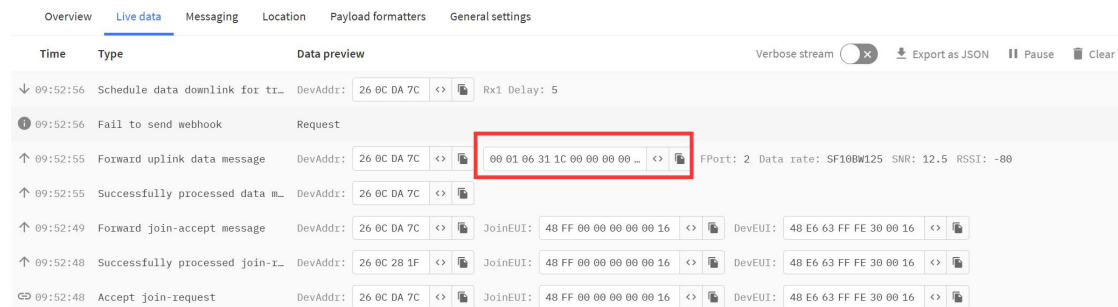 Overview Live data Messaging Location Payload formatters General settings
Time Type Data preview Verbose stream Export as JSON Pause Clear
09:52:56 Schedule data downlink for tr… DevAddr: 26 0C DA 7C <> Rx1 Delay: 5
09:52:56 Fail to send webhook Request
09:52:55 Forward uplink data message DevAddr: 26 0C DA 7C <> 00 01 06 31 1C 00 00 00 00 … <> FPort: 2 Data rate: SF10BW125 SNR: 12.5 RSSI: -80
09:52:55 Successfully processed data m… DevAddr: 26 0C DA 7C <>
09:52:49 Forward join-accept message DevAddr: 26 0C DA 7C <> JoinEUI: 48 FF 00 00 00 00 00 16 <> DevEUI: 48 E6 63 FF FE 30 00 16 <>
09:52:48 Successfully processed join-r… DevAddr: 26 0C 28 1F <> JoinEUI: 48 FF 00 00 00 00 00 16 <> DevEUI: 48 E6 63 FF FE 30 00 16 <>
09:52:48 Accept join-request DevAddr: 26 0C DA 7C <> JoinEUI: 48 FF 00 00 00 00 00 16 <> DevEUI: 48 E6 63 FF FE 30 00 16 <>